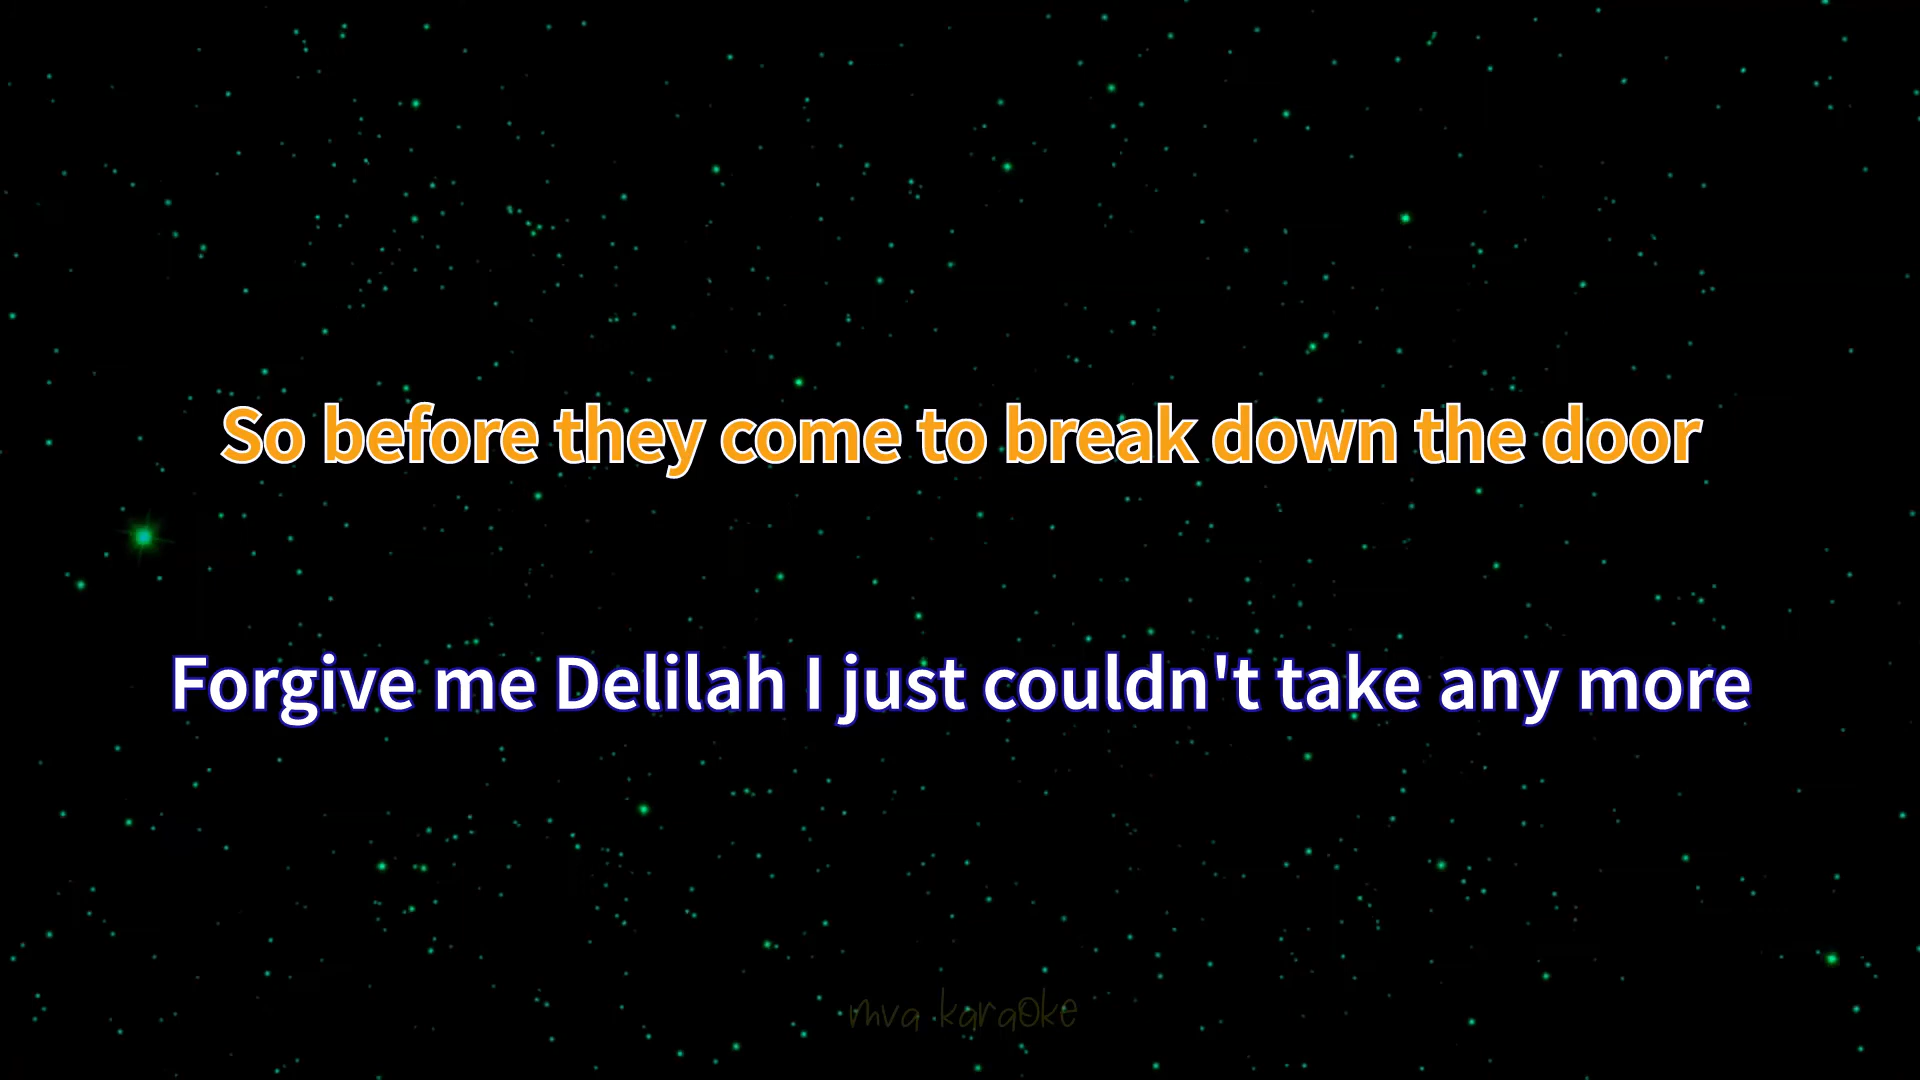 So before they come to break down the door
Forgive me Delilah I just couldn't take any more
mva karaoke